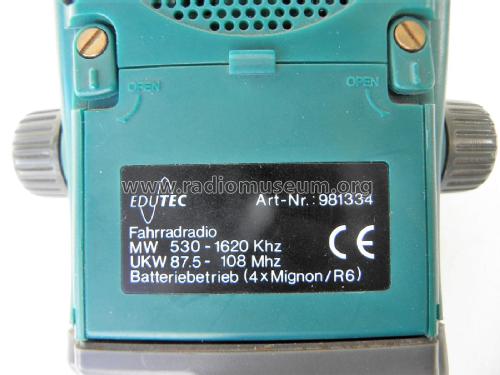 OPEN OPEN
EDUTEC Art-Nr.: 981334
Fahrradradio
MW 530 - 1620 Khz
UKW 87.5 - 108 Mhz
Batteriebetrieb (4 x Mignon/R6)
CE
www.radiomuseum.org